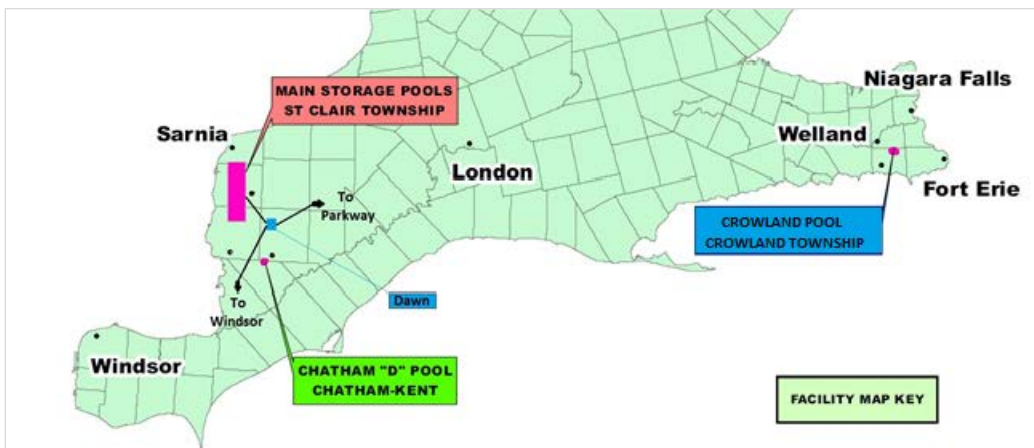 MAIN STORAGE POOLS
ST CLAIR TOWNSHIP
Sarnia
To
Parkway
London
Niagara Falls
Welland
Fort Erie
CROWLAND POOL
CROWLAND TOWNSHIP
Dawn
To
Windsor
Windsor
CHATHAM "D" POOL
CHATHAM-KENT
FACILITY MAP KEY